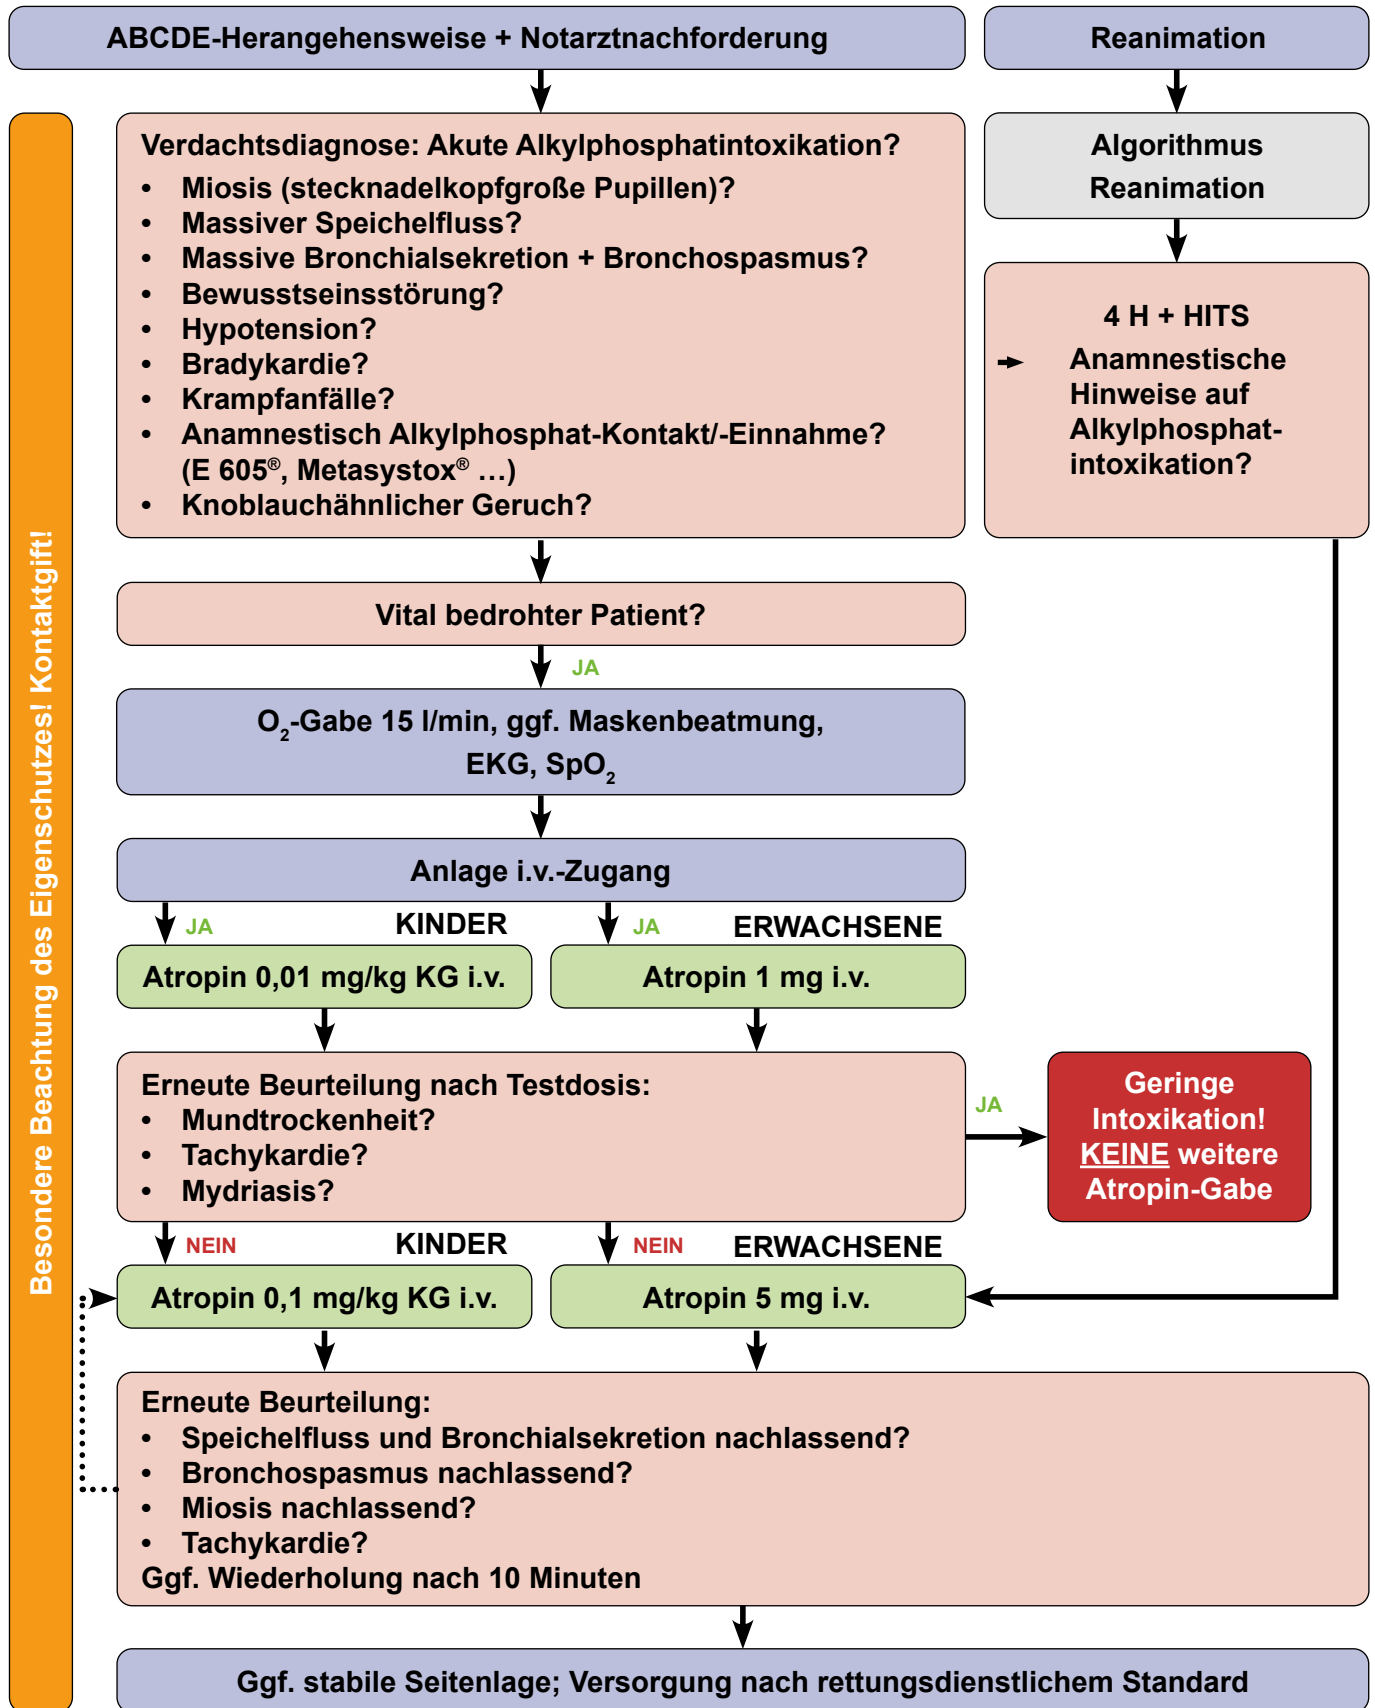 ABCDE-Herangehensweise + Notarztnachforderung
Reanimation
Besondere Beachtung des Eigenschutzes! Kontaktgift!
Verdachtsdiagnose: Akute Alkylphosphatintoxikation?
• Miosis (stecknadelkopfgroße Pupillen)?
• Massiver Speichelfluss?
• Massive Bronchialsekretion + Bronchospasmus?
• Bewusstseinsstörung?
• Hypotension?
• Bradykardie?
• Krampfanfälle?
• Anamnestisch Alkylphosphat-Kontakt/-Einnahme?
(E 605®, Metasystox® …)
• Knoblauchähnlicher Geruch?
Algorithmus
Reanimation
4 H + HITS
Anamnestische
Hinweise auf
Alkylphosphat-
intoxikation?
Vital bedrohter Patient?
JA
O₂-Gabe 15 l/min, ggf. Maskenbeatmung,
EKG, SpO₂
Anlage i.v.-Zugang
JA KINDER
JA ERWACHSENE
Atropin 0,01 mg/kg KG i.v.
Atropin 1 mg i.v.
Erneute Beurteilung nach Testdosis:
• Mundtrockenheit?
• Tachykardie?
• Mydriasis?
JA
Geringe
Intoxikation!
KEINE weitere
Atropin-Gabe
NEIN KINDER
NEIN ERWACHSENE
Atropin 0,1 mg/kg KG i.v.
Atropin 5 mg i.v.
Erneute Beurteilung:
• Speichelfluss und Bronchialsekretion nachlassend?
• Bronchospasmus nachlassend?
• Miosis nachlassend?
• Tachykardie?
Ggf. Wiederholung nach 10 Minuten
Ggf. stabile Seitenlage; Versorgung nach rettungsdienstlichem Standard